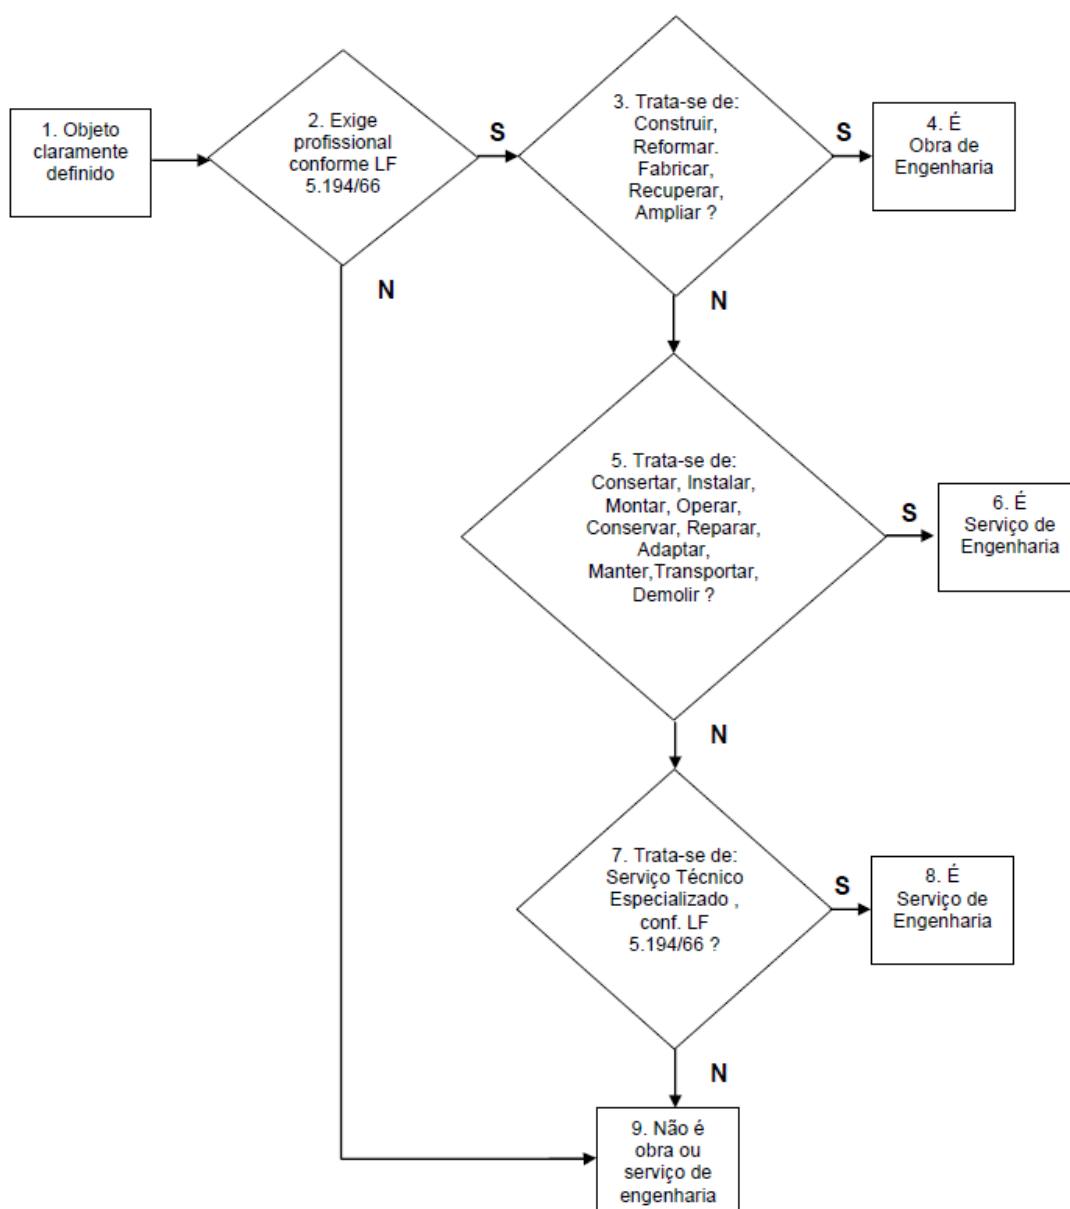 1. Objeto
claramente
definido
2. Exige
profissional
conforme LF
5.194/66
S
N
3. Trata-se de:
Construir,
Reformar.
Fabricar,
Recuperar,
Ampliar ?
S
N
4. É
Obra de
Engenharia
5. Trata-se de:
Consertar, Instalar,
Montar, Operar,
Conservar, Reparar,
Adaptar,
Manter,Transportar,
Demolir ?
S
N
6. É
Serviço de
Engenharia
7. Trata-se de:
Serviço Técnico
Especializado ,
conf. LF
5.194/66 ?
S
N
8. É
Serviço de
Engenharia
9. Não é
obra ou
serviço de
engenharia